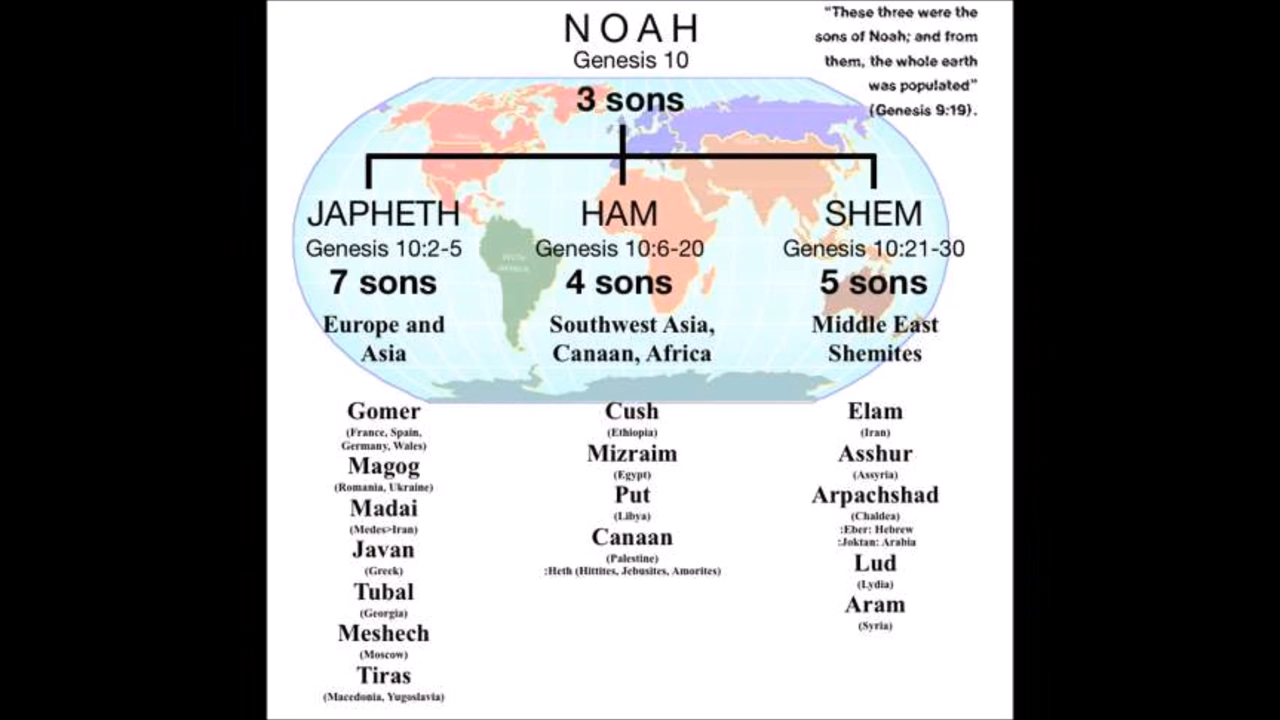 NOAH
Genesis 10
3 sons
"These three were the
sons of Noah; and from
them, the whole earth
was populated"
(Genesis 9:19).
JAPHETH
Genesis 10:2-5
7 sons
Europe and
Asia
Gomer
(France, Spain,
Germany, Wales)
Magog
(Romania, Ukraine)
Madai
(Medes>Iran)
Javan
(Greek)
Tubal
(Georgia)
Meshech
(Moscow)
Tiras
(Macedonia, Yugoslavia)
HAM
Genesis 10:6-20
4 sons
Southwest Asia,
Canaan, Africa
Cush
(Ethiopia)
Mizraim
(Egypt)
Put
(Libya)
Canaan
(Palestine)
:Heth (Hittites, Jebusites, Amorites)
SHEM
Genesis 10:21-30
5 sons
Middle East
Shemites
Elam
(Iran)
Asshur
(Assyria)
Arpachshad
(Chaldea)
:Eber: Hebrew
:Joktan: Arabia
Lud
(Lydia)
Aram
(Syria)